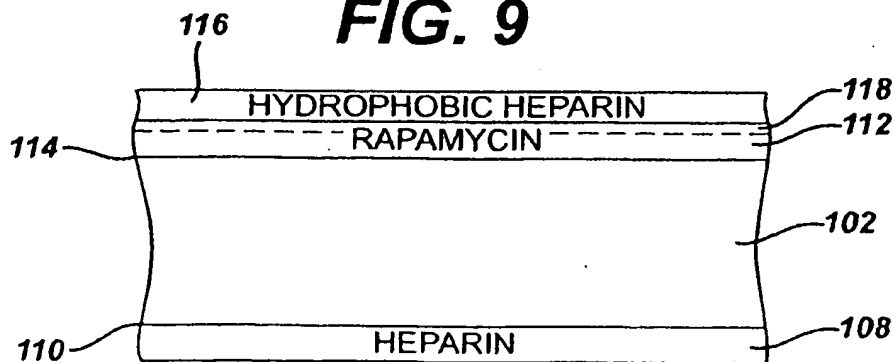 FIG. 9
116
HYDROPHOBIC HEPARIN
118
RAPAMYCIN
112
114
102
110
HEPARIN
108